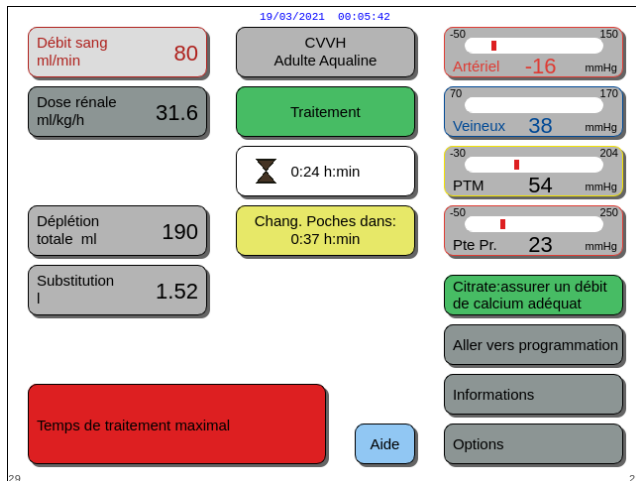 19/03/2021 00:05:42
Débit sang
ml/min
80
CVVH
Adulte Aqualine
-50
150
Artériel -16 mmHg
Dose rénale
ml/kg/h
31.6
Traitement
70
170
Veineux 38 mmHg
0:24 h:min
-30
204
PTM 54 mmHg
Déplétion
totale ml
190
Chang. Poches dans:
0:37 h:min
-50
250
Pte Pr. 23 mmHg
Substitution
l
1.52
Citrate:assurer un débit
de calcium adéquat
Aller vers programmation
Informations
Temps de traitement maximal
Aide
Options
29
2